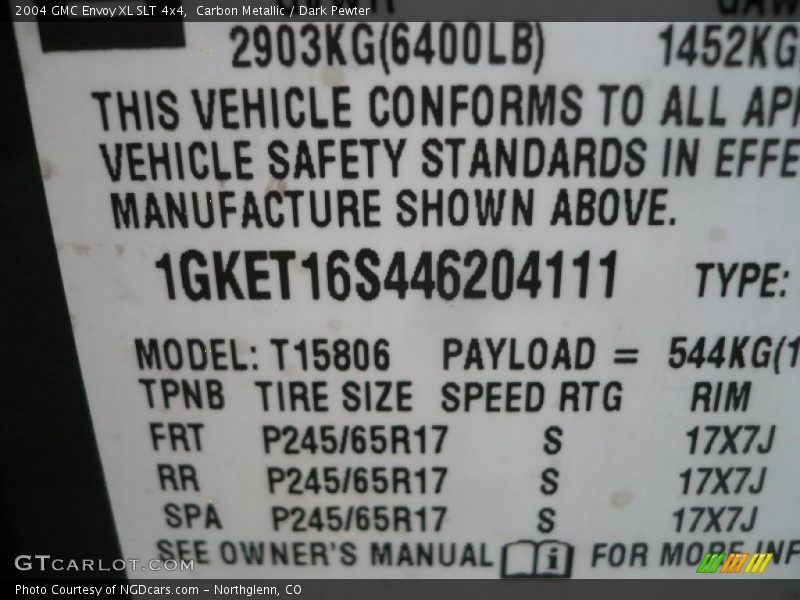 2004 GMC Envoy XL SLT 4x4, Carbon Metallic / Dark Pewter
2903KG(6400LB) 1452KG
THIS VEHICLE CONFORMS TO ALL
VEHICLE SAFETY STANDARDS IN
MANUFACTURE SHOWN ABOVE.
1GKET16S446204111 TYPE:
MODEL: T15806 PAYLOAD = 544KG(1
TPNB TIRE SIZE SPEED RTG RIM
FRT P245/65R17 S 17X7J
RR P245/65R17 S 17X7J
SPA P245/65R17 S 17X7J
SEE OWNER'S MANUAL i FOR MORE INF
GTCARLOT.COM
Photo Courtesy of NGDcars.com - Northglenn, CO